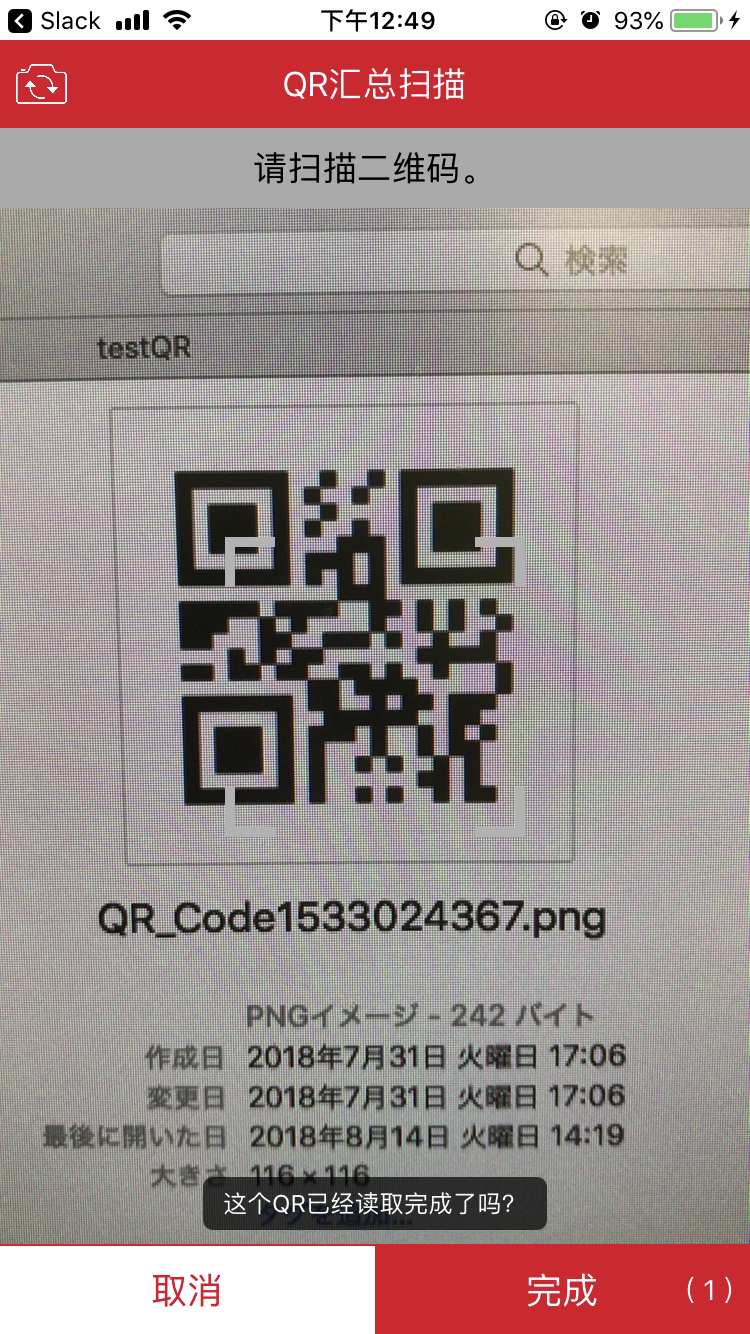 Slack 下午12:49 93%
QR汇总扫描
请扫描二维码。
検索
testQR
QR_Code1533024367.png
PNGイメージ - 242 バイト
作成日 2018年7月31日 火曜日 17:06
変更日 2018年7月31日 火曜日 17:06
最後に開いた日 2018年8月14日 火曜日 14:19
大きさ 116 × 116
这个QR已经读取完成了吗?
取消
完成 (1)